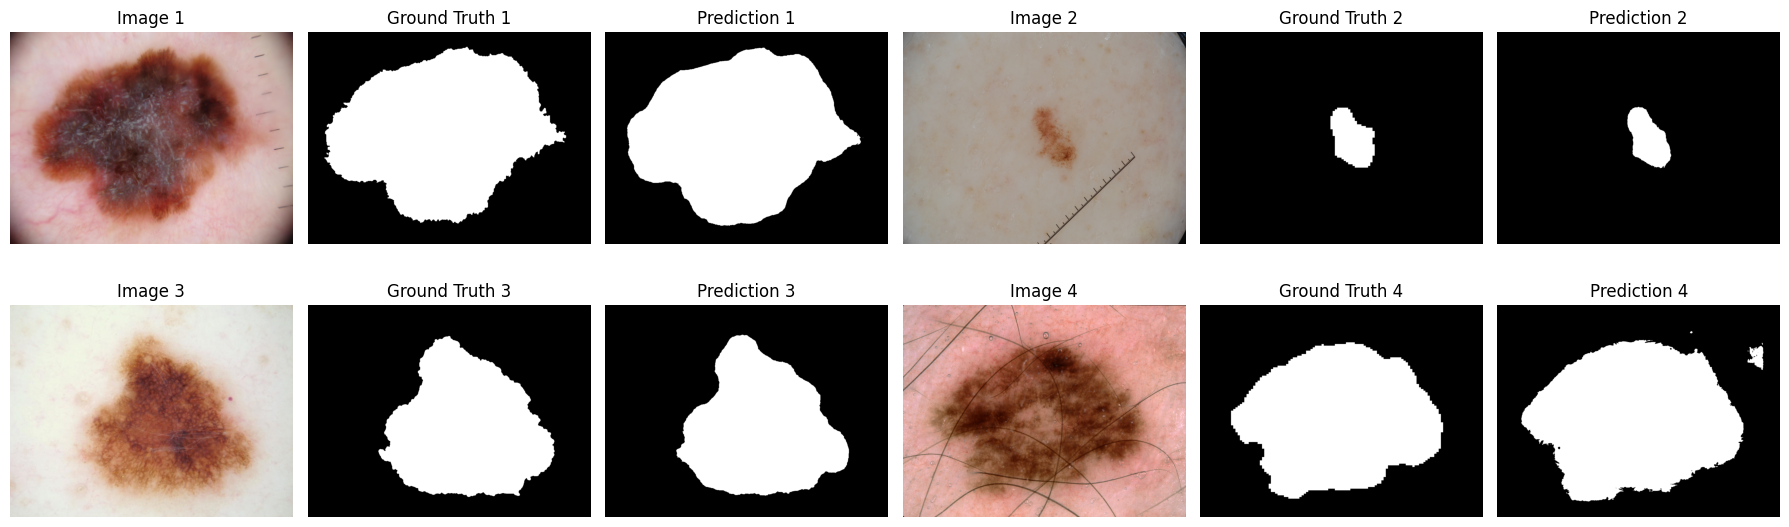 Image 1
Ground Truth 1
Prediction 1
Image 2
Ground Truth 2
Prediction 2
Image 3
Ground Truth 3
Prediction 3
Image 4
Ground Truth 4
Prediction 4